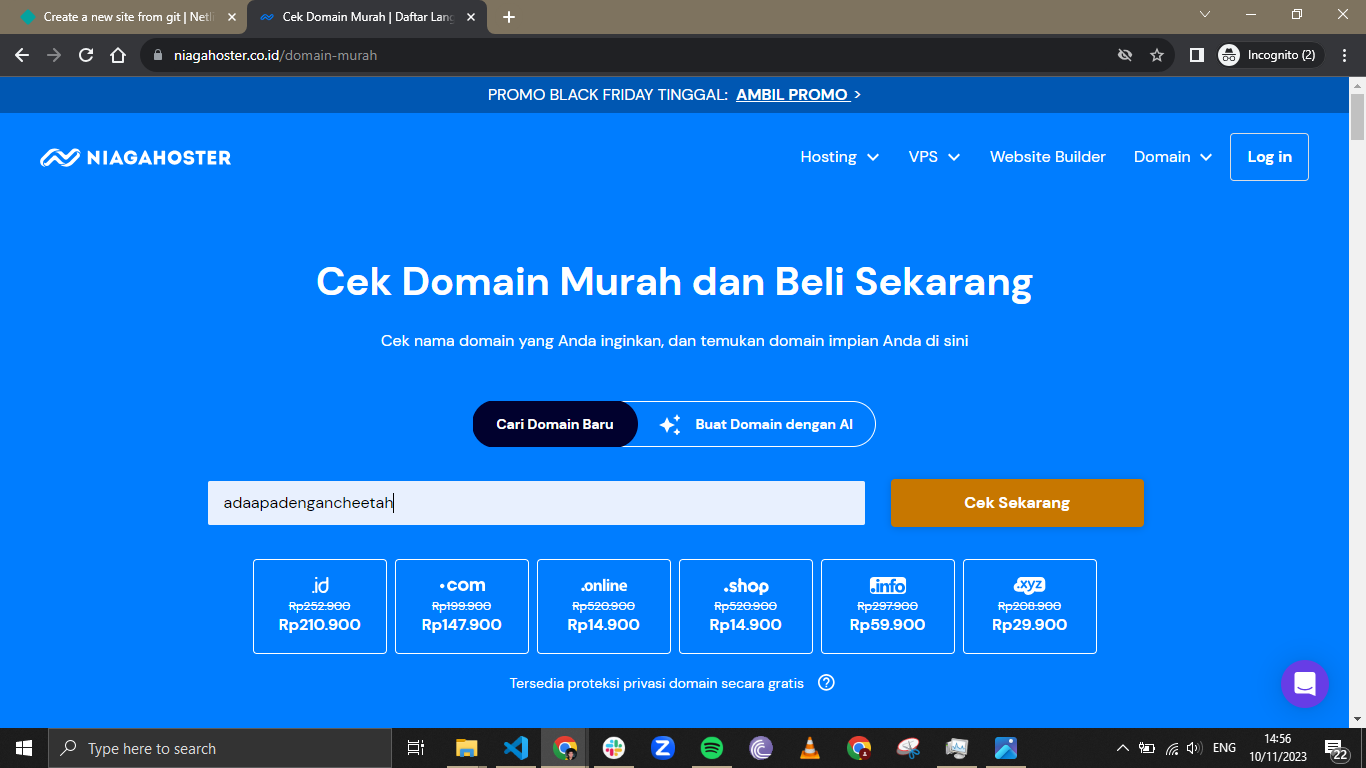 Create a new site from git | Netli
Cek Domain Murah | Daftar Lang
niagahoster.co.id/domain-murah
Incognito (2)
PROMO BLACK FRIDAY TINGGAL: AMBIL PROMO >
NIAGAHOSTER
Hosting VPS Website Builder Domain Log in
Cek Domain Murah dan Beli Sekarang
Cek nama domain yang Anda inginkan, dan temukan domain impian Anda di sini
Cari Domain Baru Buat Domain dengan AI
adaapadengancheetah Cek Sekarang
.id .com .online .shop .info .xyz
Rp252.900 Rp199.900 Rp520.900 Rp520.900 Rp297.900 Rp208.900
Rp210.900 Rp147.900 Rp14.900 Rp14.900 Rp59.900 Rp29.900
Tersedia proteksi privasi domain secara gratis ?
Type here to search
ENG
14:56
10/11/2023
22